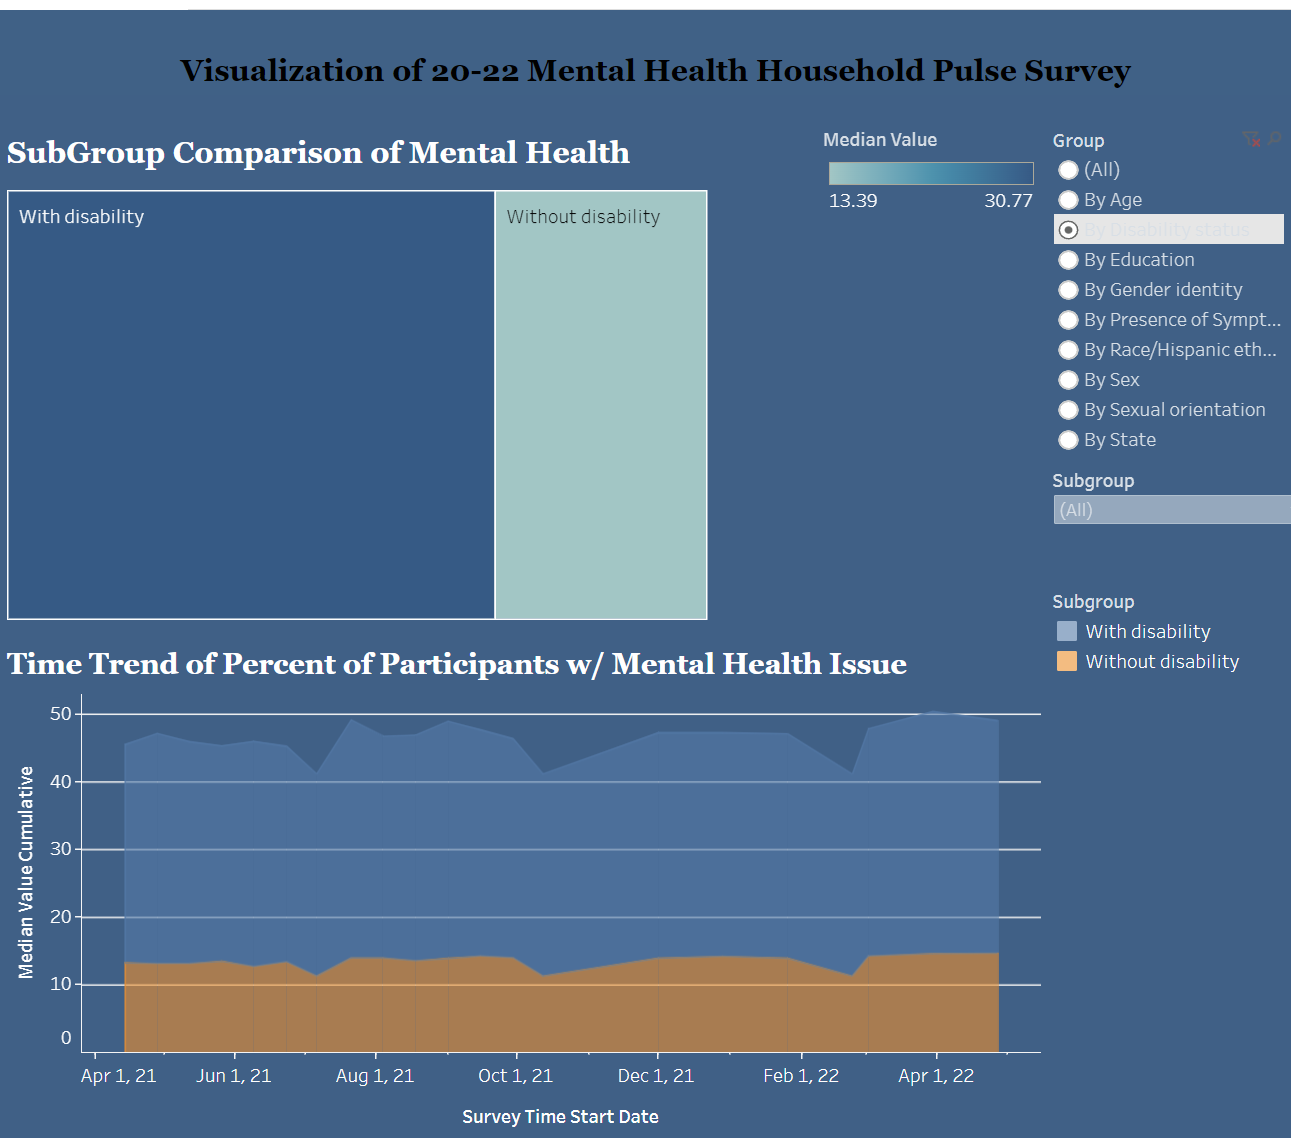 Visualization of 20-22 Mental Health Household Pulse Survey
SubGroup Comparison of Mental Health
With disability
Without disability
Median Value
13.39
30.77
Group
(All)
By Age
By Disability status
By Education
By Gender identity
By Presence of Sympt...
By Race/Hispanic eth...
By Sex
By Sexual orientation
By State
Subgroup
(All)
Subgroup
With disability
Without disability
Time Trend of Percent of Participants w/ Mental Health Issue
Median Value Cumulative
50
40
30
20
10
0
Apr 1, 21
Jun 1, 21
Aug 1, 21
Oct 1, 21
Dec 1, 21
Feb 1, 22
Apr 1, 22
Survey Time Start Date